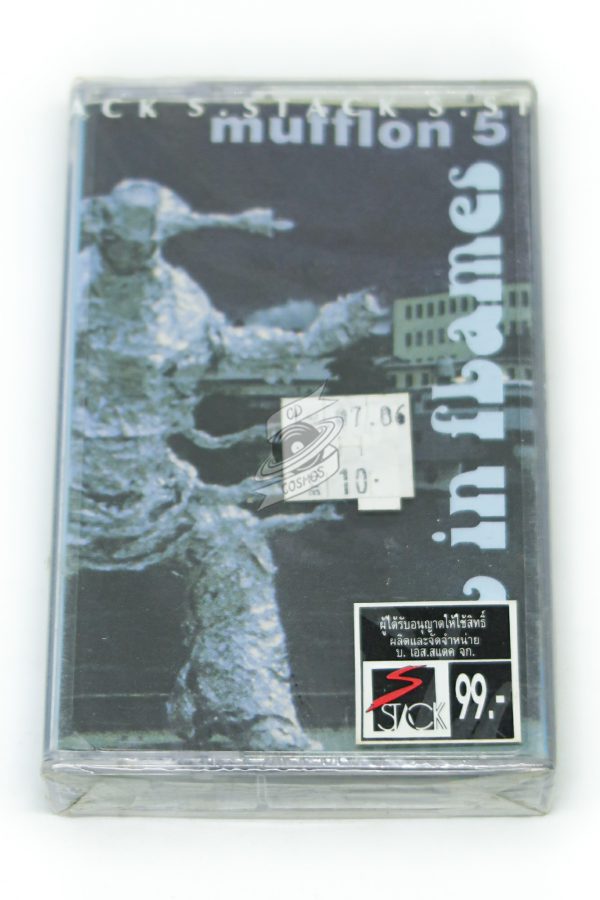 ACK S.STACK S.ST
mufflon 5
in flames
07.06
10.-
CD
COSMOS
ผู้ได้รับอนุญาตให้ใช้สิทธิ์
ผลิตและจัดจำหน่าย
บ. เอส.สแตค จก.
S
STACK
99.-